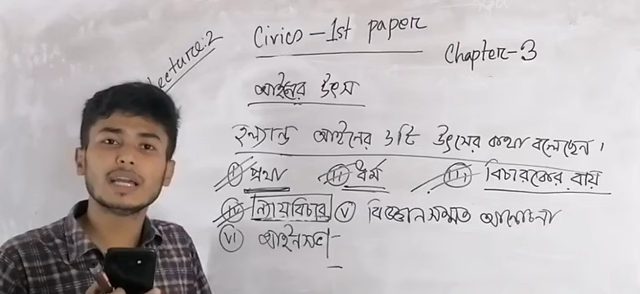 Lecture:2
Civics - 1st paper
Chapter-3
আইনের উৎস
হল্যান্ড আইনের ৬টি উৎসের কথা বলেছেন।
(i) প্রথা (ii) ধর্ম (iii) বিচারকের রায়
(iv) ন্যায়বিচার (v) বিজ্ঞানসম্মত আলোচনা
(vi) আইনসভা -